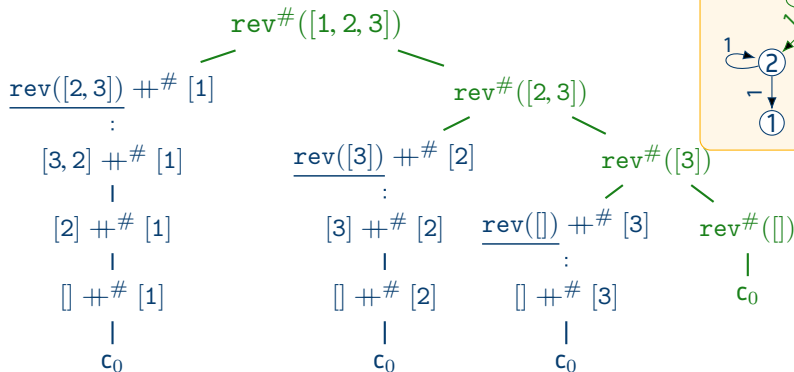 rev#([1, 2, 3])
rev([2, 3]) ++# [1]
rev#([2, 3])
:
[3, 2] ++# [1]
rev([3]) ++# [2]
rev#([3])
:
[2] ++# [1]
[3] ++# [2]
rev([]) ++# [3]
rev#([])
:
[] ++# [1]
[] ++# [2]
[] ++# [3]
c₀
c₀
c₀
c₀
1
1
2
1
1